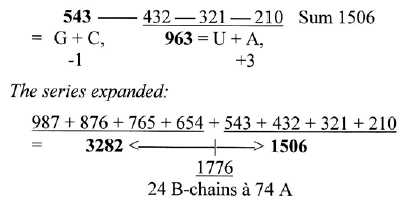 543 —— 432 — 321 — 210 Sum 1506
= G + C, 963 = U + A,
-1 +3
The series expanded:
987 + 876 + 765 + 654 + 543 + 432 + 321 + 210
= 3282 <———|——> 1506
1776
24 B-chains à 74 A